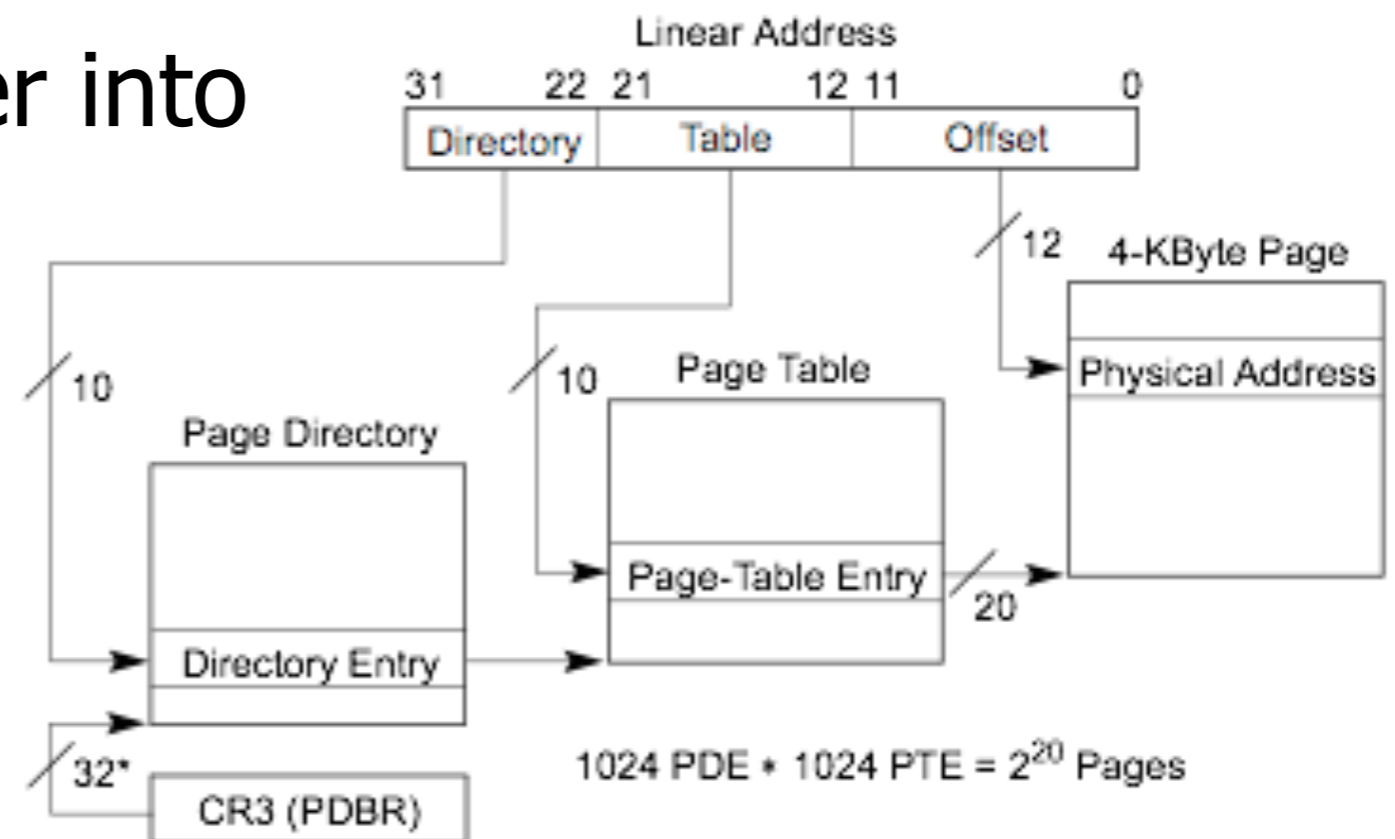 er into
Linear Address
31 22 21 12 11 0
Directory Table Offset
12
4-KByte Page
10
10
Page Table
Physical Address
Page Directory
Page-Table Entry
20
Directory Entry
32*
1024 PDE * 1024 PTE = 2²⁰ Pages
CR3 (PDBR)